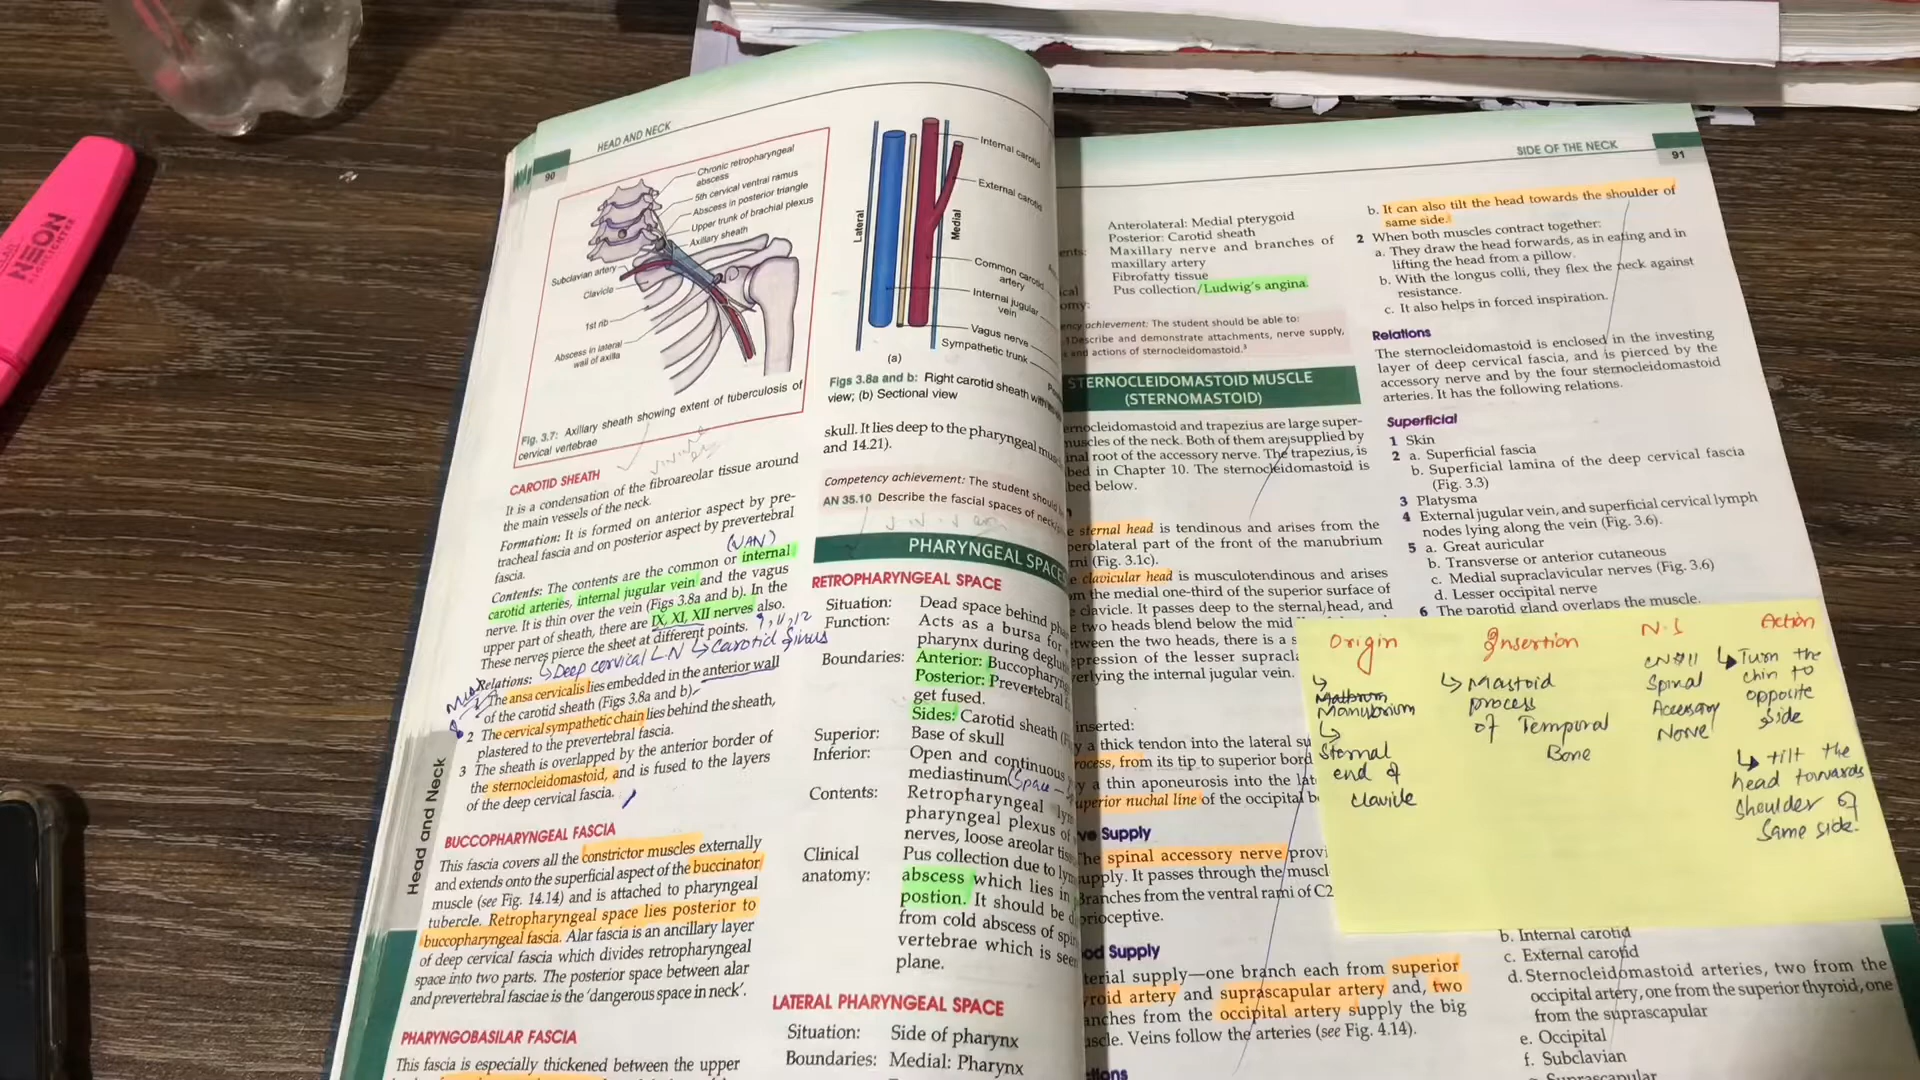 NEON
HEAD AND NECK
90
Chronic retropharyngeal
abscess
5th cervical ventral ramus
Abscess in posterior triangle
Upper trunk of brachial plexus
Axillary sheath
Subclavian artery
Clavicle
1st rib
Abscess in lateral
wall of axilla
Fig. 3.7: Axillary sheath showing extent of tuberculosis of
cervical vertebrae
CAROTID SHEATH
It is a condensation of the fibroareolar tissue around
the main vessels of the neck.
Formation: It is formed on anterior aspect by pre-
tracheal fascia and on posterior aspect by prevertebral
fascia.
(VAN)
Contents: The contents are the common or internal
carotid arteries, internal jugular vein and the vagus
nerve. It is thin over the vein (Figs 3.8a and b). In the
upper part of sheath, there are IX, XI, XII nerves also.
These nerves pierce the sheet at different points. 9, 11, 12
Relations: Deep cervical L.N Carotid Sinus
The ansa cervicalis lies embedded in the anterior wall
of the carotid sheath (Figs 3.8a and b).
2 The cervical sympathetic chain lies behind the sheath,
plastered to the prevertebral fascia.
3 The sheath is overlapped by the anterior border of
the sternocleidomastoid, and is fused to the layers
of the deep cervical fascia.
Head and Neck
BUCCOPHARYNGEAL FASCIA
This fascia covers all the constrictor muscles externally
and extends onto the superficial aspect of the buccinator
muscle (see Fig. 14.14) and is attached to pharyngeal
tubercle. Retropharyngeal space lies posterior to
buccopharyngeal fascia. Alar fascia is an ancillary layer
of deep cervical fascia which divides retropharyngeal
space into two parts. The posterior space between alar
and prevertebral fasciae is the 'dangerous space in neck'.
PHARYNGOBASILAR FASCIA
This fascia is especially thickened between the upper
Lateral
Medial
Internal carotid
External carotid
Common carotid
artery
Internal jugular
vein
Vagus nerve
Sympathetic trunk
(a)
Figs 3.8a and b: Right carotid sheath with
view; (b) Sectional view
skull. It lies deep to the pharyngeal
and 14.21).
Competency achievement: The student should
AN 35.10 Describe the fascial spaces of neck
PHARYNGEAL SPACES
RETROPHARYNGEAL SPACE
Situation: Dead space behind
Function: Acts as a bursa for
pharynx during
Boundaries: Anterior: Buccopharyng
Posterior: Prevertebral
get fused.
Sides: Carotid sheath
Superior: Base of skull
Inferior: Open and continuous
mediastinum (Space
Contents: Retropharyngeal
pharyngeal plexus of
nerves, loose areolar
Clinical Pus collection due to
anatomy: abscess which lies in
postion. It should be
from cold abscess of
vertebrae which is seen
plane.
LATERAL PHARYNGEAL SPACE
Situation: Side of pharynx
Boundaries: Medial: Pharynx
SIDE OF THE NECK
91
Anterolateral: Medial pterygoid
Posterior: Carotid sheath
Maxillary nerve and branches of
maxillary artery
Fibrofatty tissue
Pus collection/Ludwig's angina.
achievement: The student should be able to:
Describe and demonstrate attachments, nerve supply,
and actions of sternocleidomastoid.³
STERNOCLEIDOMASTOID MUSCLE
(STERNOMASTOID)
ernocleidomastoid and trapezius are large super-
muscles of the neck. Both of them are supplied by
inal root of the accessory nerve. The trapezius, is
bed in Chapter 10. The sternocleidomastoid is
bed below.
sternal head is tendinous and arises from the
perolateral part of the front of the manubrium
(Fig. 3.1c).
clavicular head is musculotendinous and arises
the medial one-third of the superior surface of
clavicle. It passes deep to the sternal head, and
two heads blend below the
between the two heads, there is a
pression of the lesser
erlying the internal jugular vein.
inserted:
a thick tendon into the lateral
rocess, from its tip to superior
a thin aponeurosis into the
uperior nuchal line of the occipital
Supply
The spinal accessory nerve
upply. It passes through the
Branches from the ventral rami of C2
rioceptive.
Supply
terial supply—one branch each from superior
roid artery and suprascapular artery and, two
anches from the occipital artery supply the big
uscle. Veins follow the arteries (see Fig. 4.14).
b. It can also tilt the head towards the shoulder of
same side.
2 When both muscles contract together:
a. They draw the head forwards, as in eating and in
lifting the head from a pillow.
b. With the longus colli, they flex the neck against
resistance.
c. It also helps in forced inspiration.
Relations
The sternocleidomastoid is enclosed in the investing
layer of deep cervical fascia, and is pierced by the
accessory nerve and by the four sternocleidomastoid
arteries. It has the following relations.
Superficial
1 Skin
2 a. Superficial fascia
b. Superficial lamina of the deep cervical fascia
(Fig. 3.3)
3 Platysma
4 External jugular vein, and superficial cervical lymph
nodes lying along the vein (Fig. 3.6).
5 a. Great auricular
b. Transverse or anterior cutaneous
c. Medial supraclavicular nerves (Fig. 3.6)
d. Lesser occipital nerve
6 The parotid gland overlaps the muscle.
Origin
Manubrium
Sternal
end of
clavicle
Insertion
Mastoid
process
of Temporal
Bone
N.S
CN#11
Spinal
Accessory
Nerve
Action
Turn the
chin to
opposite
side
tilt the
head towards
shoulder of
same side.
b. Internal carotid
c. External carotid
d. Sternocleidomastoid arteries, two from the
occipital artery, one from the superior thyroid, one
from the suprascapular
e. Occipital
f. Subclavian
Suprascapular